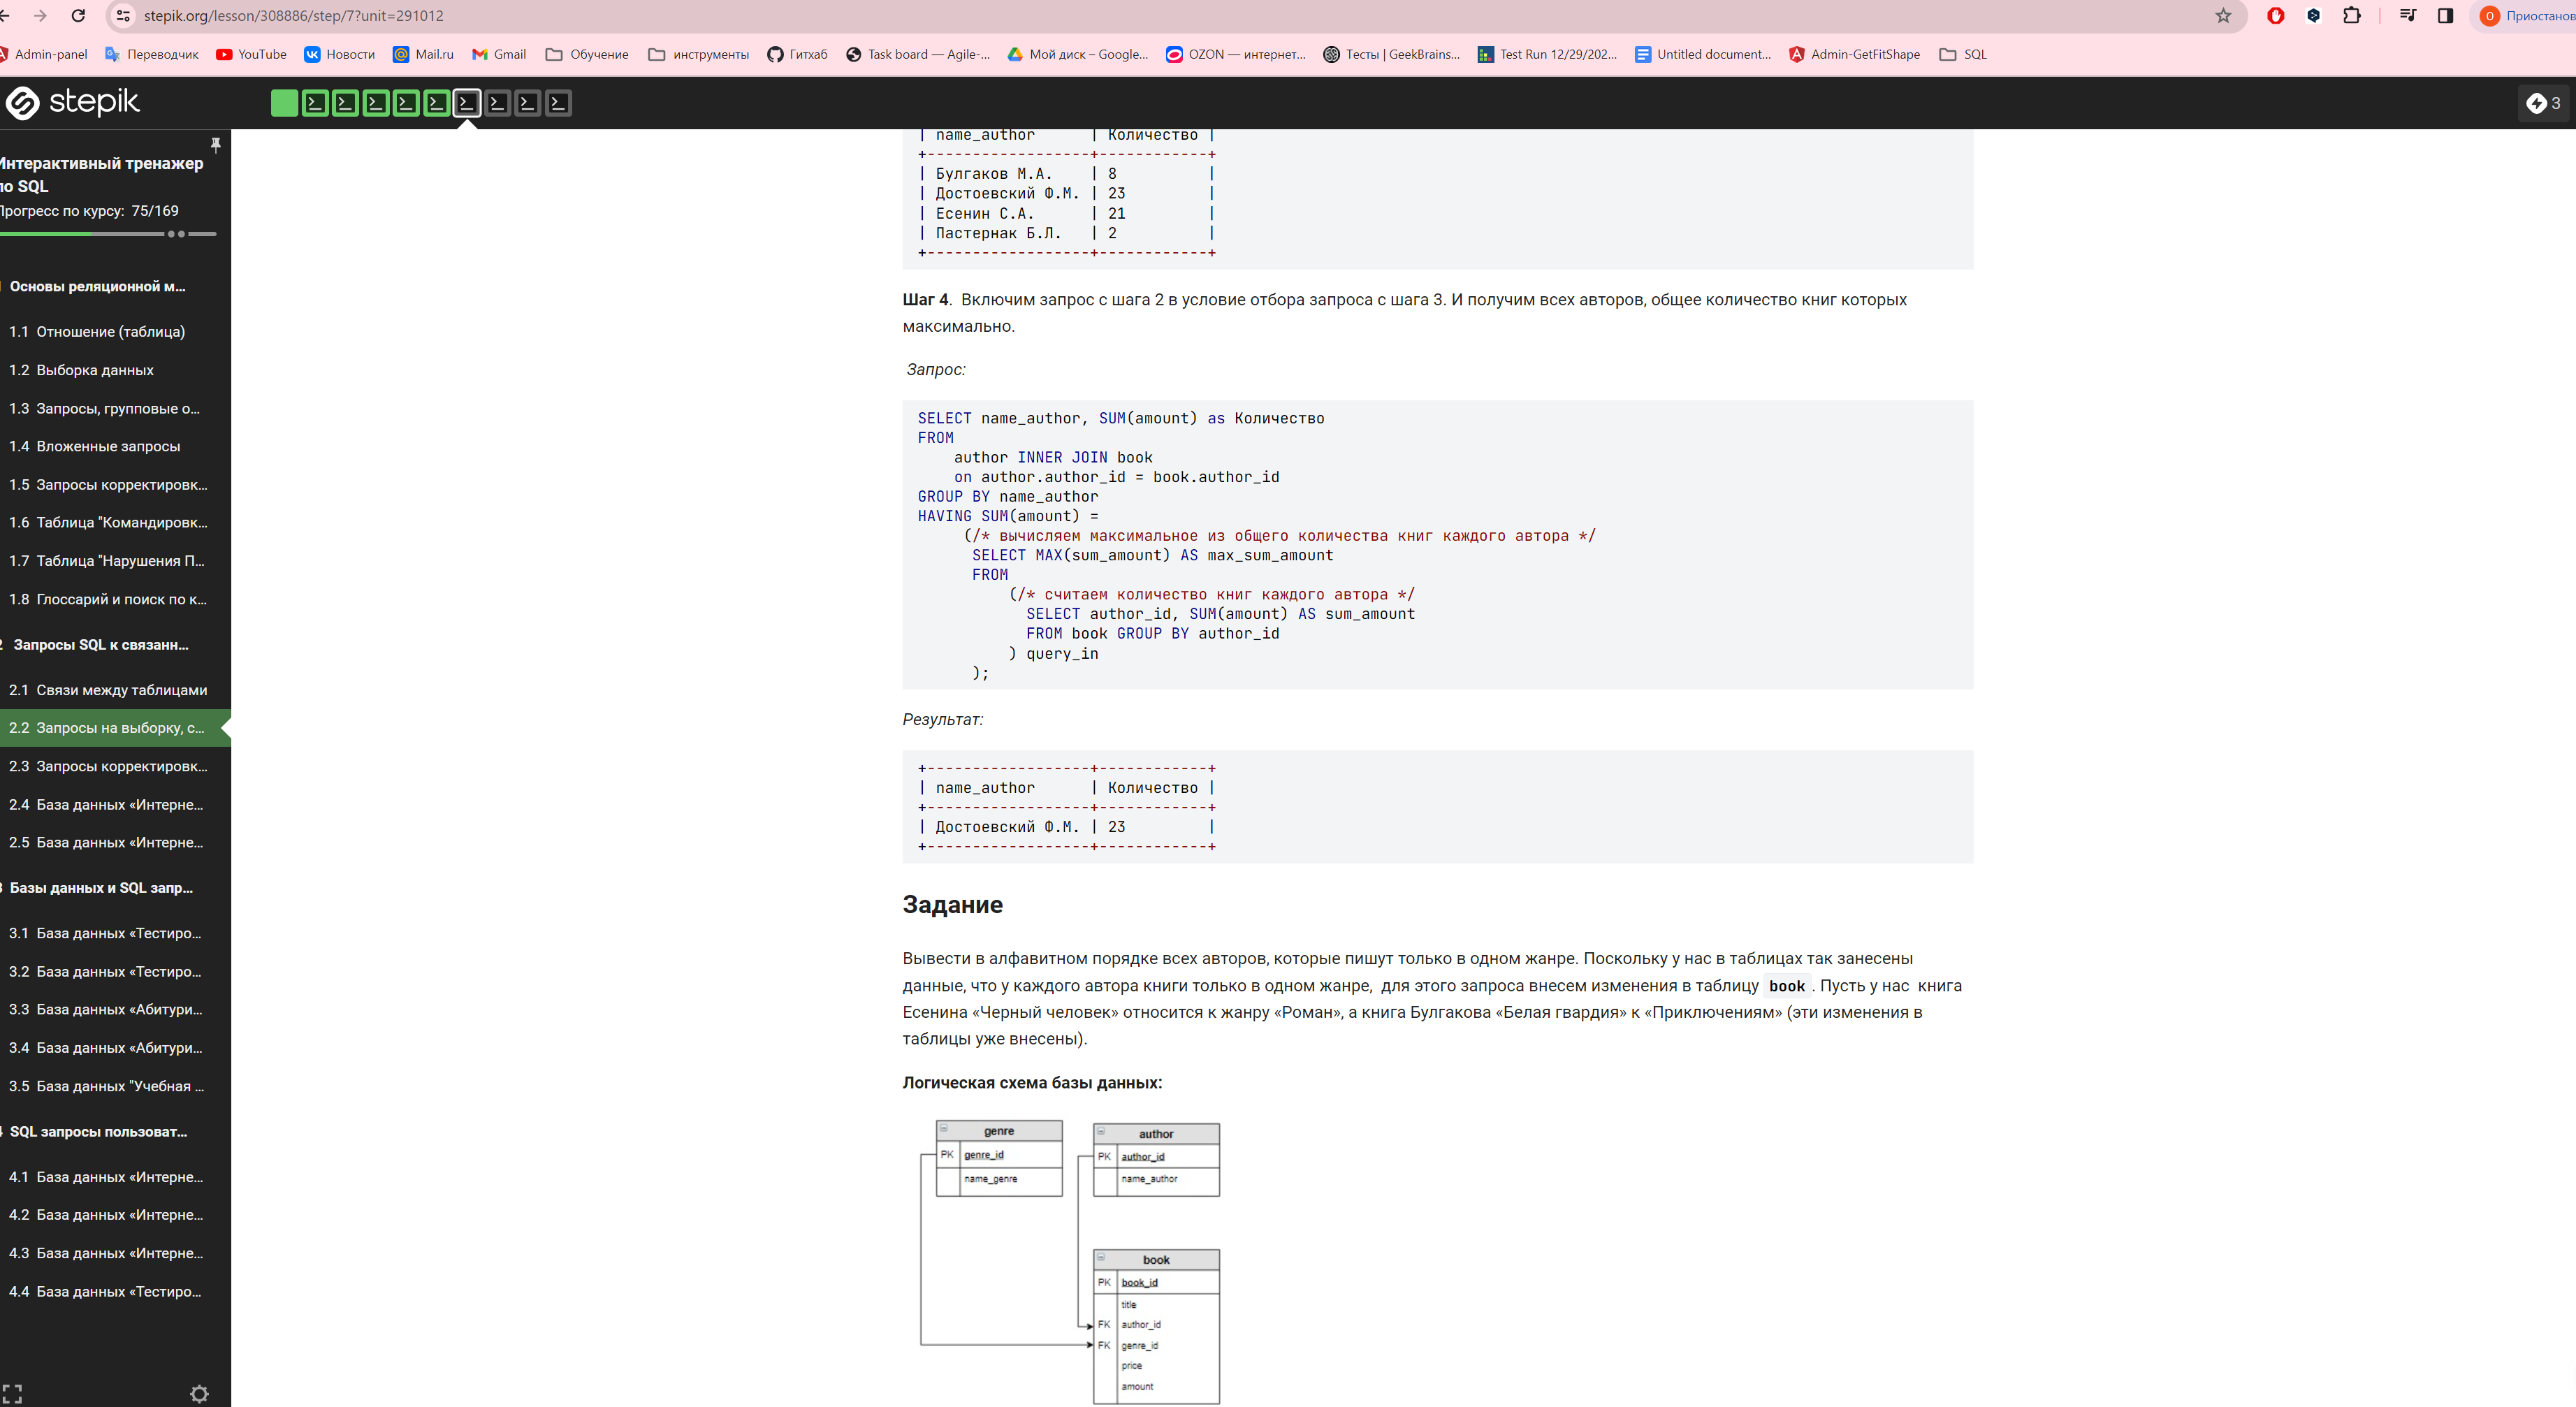 stepik.org/lesson/308886/step/7?unit=291012
Приостанов
Admin-panel Переводчик YouTube Новости Mail.ru Gmail Обучение инструменты Гитхаб Task board — Agile-... Мой диск – Google... OZON — интернет... Тесты | GeekBrains... Test Run 12/29/202... Untitled document... Admin-GetFitShape SQL
stepik
3
Интерактивный тренажер
по SQL
Прогресс по курсу: 75/169
Основы реляционной м...
1.1 Отношение (таблица)
1.2 Выборка данных
1.3 Запросы, групповые о...
1.4 Вложенные запросы
1.5 Запросы корректировк...
1.6 Таблица "Командировк...
1.7 Таблица "Нарушения П...
1.8 Глоссарий и поиск по к...
2 Запросы SQL к связанн...
2.1 Связи между таблицами
2.2 Запросы на выборку, с...
2.3 Запросы корректировк...
2.4 База данных «Интерне...
2.5 База данных «Интерне...
3 Базы данных и SQL запр...
3.1 База данных «Тестиро...
3.2 База данных «Тестиро...
3.3 База данных «Абитури...
3.4 База данных «Абитури...
3.5 База данных "Учебная ...
4 SQL запросы пользоват...
4.1 База данных «Интерне...
4.2 База данных «Интерне...
4.3 База данных «Интерне...
4.4 База данных «Тестиро...
| name_author      | Количество |
+------------------+------------+
| Булгаков М.А.    | 8          |
| Достоевский Ф.М. | 23         |
| Есенин С.А.      | 21         |
| Пастернак Б.Л.   | 2          |
+------------------+------------+
Шаг 4. Включим запрос с шага 2 в условие отбора запроса с шага 3. И получим всех авторов, общее количество книг которых
максимально.
Запрос:
SELECT name_author, SUM(amount) as Количество
FROM
author INNER JOIN book
on author.author_id = book.author_id
GROUP BY name_author
HAVING SUM(amount) =
(/* вычисляем максимальное из общего количества книг каждого автора */
SELECT MAX(sum_amount) AS max_sum_amount
FROM
(/* считаем количество книг каждого автора */
SELECT author_id, SUM(amount) AS sum_amount
FROM book GROUP BY author_id
) query_in
);
Результат:
+------------------+------------+
| name_author      | Количество |
+------------------+------------+
| Достоевский Ф.М. | 23         |
+------------------+------------+
Задание
Вывести в алфавитном порядке всех авторов, которые пишут только в одном жанре. Поскольку у нас в таблицах так занесены
данные, что у каждого автора книги только в одном жанре, для этого запроса внесем изменения в таблицу book. Пусть у нас книга
Есенина «Черный человек» относится к жанру «Роман», а книга Булгакова «Белая гвардия» к «Приключениям» (эти изменения в
таблицы уже внесены).
Логическая схема базы данных:
genre
PK genre_id
name_genre
author
PK author_id
name_author
book
PK book_id
title
FK author_id
FK genre_id
price
amount